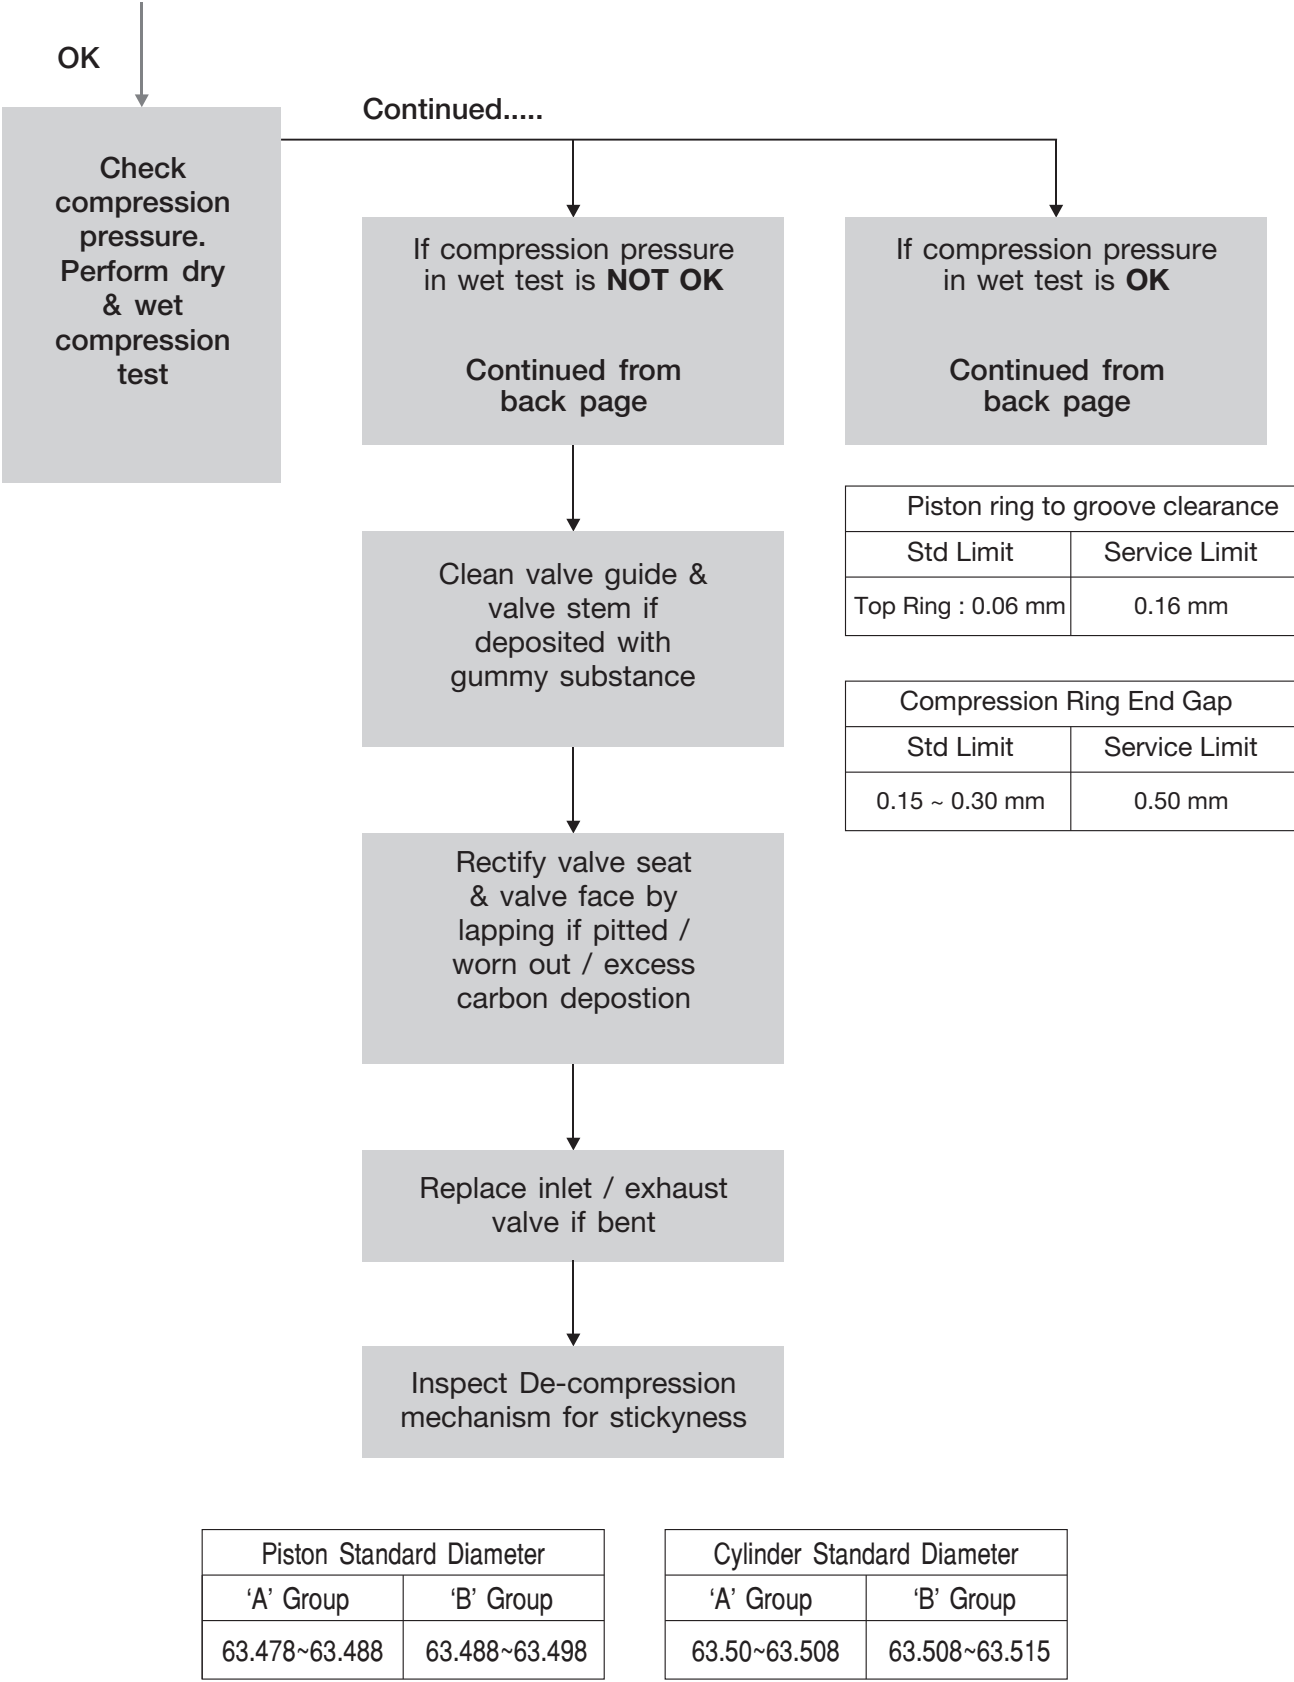 OK
Continued.....
Check
compression
pressure.
Perform dry
& wet
compression
test
If compression pressure
in wet test is NOT OK
Continued from
back page
If compression pressure
in wet test is OK
Continued from
back page
Clean valve guide &
valve stem if
deposited with
gummy substance
Piston ring to groove clearance
Std Limit Service Limit
Top Ring : 0.06 mm 0.16 mm
Compression Ring End Gap
Std Limit Service Limit
0.15 ~ 0.30 mm 0.50 mm
Rectify valve seat
& valve face by
lapping if pitted /
worn out / excess
carbon depostion
Replace inlet / exhaust
valve if bent
Inspect De-compression
mechanism for stickyness
Piston Standard Diameter
‘A’ Group ‘B’ Group
63.478~63.488 63.488~63.498
Cylinder Standard Diameter
‘A’ Group ‘B’ Group
63.50~63.508 63.508~63.515